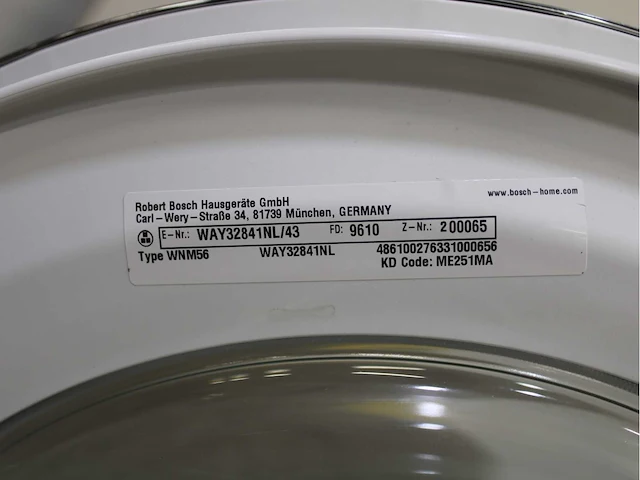 Robert Bosch Hausgeräte GmbH www.bosch-home.com
Carl-Wery-Straße 34, 81739 München, GERMANY
E-Nr.: WAY32841NL/43 FD: 9610 Z-Nr.: 200065
Type WNM56 WAY32841NL 486100276331000656
KD Code: ME251MA